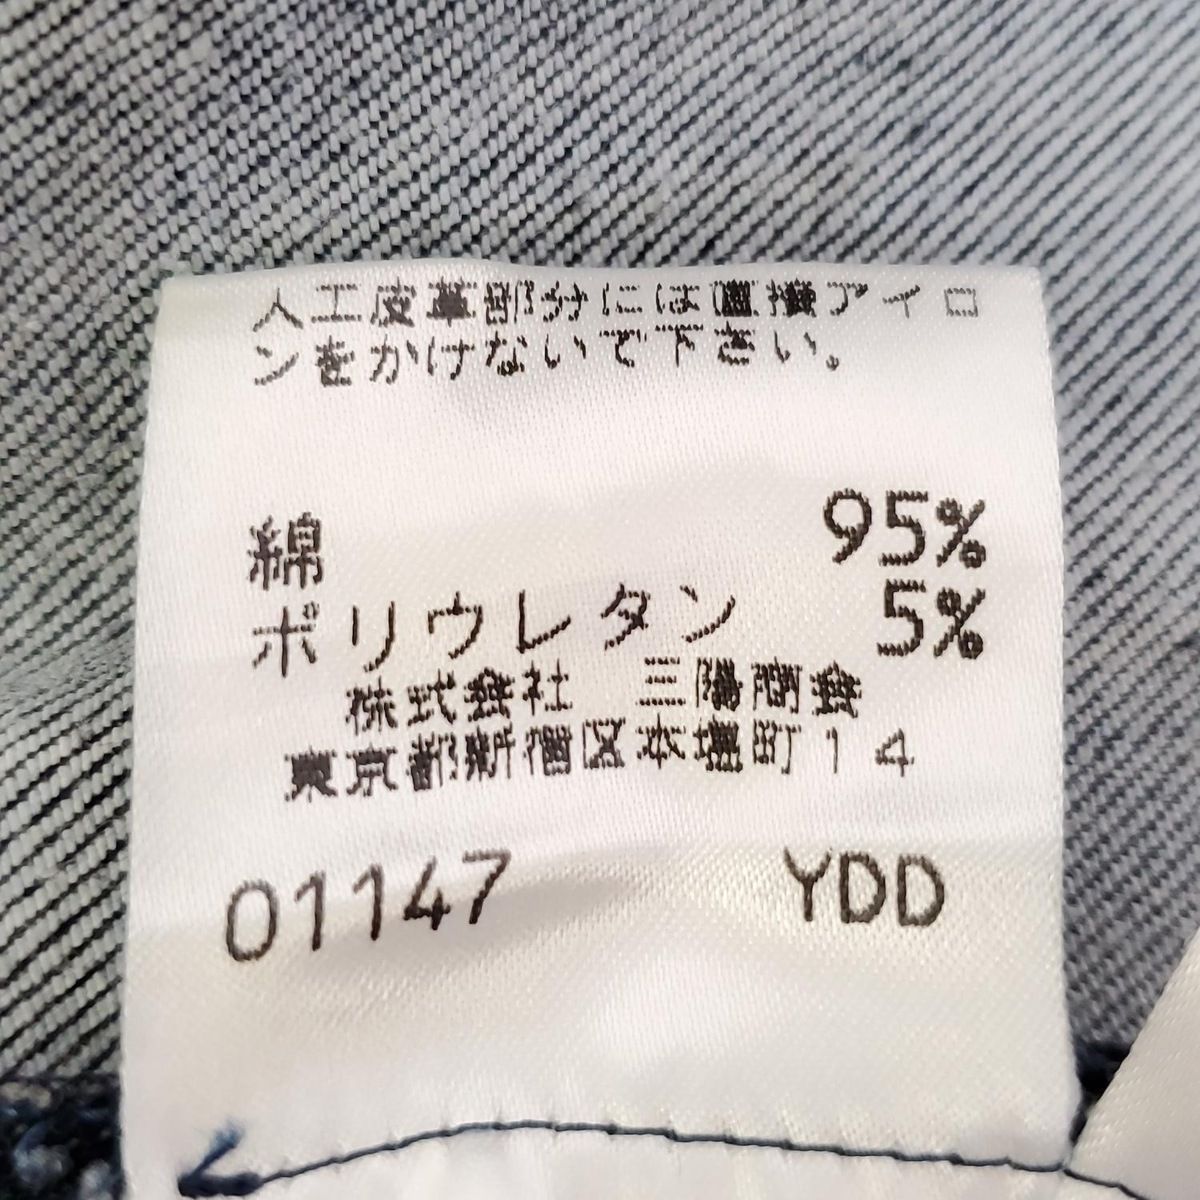 人工皮革部分には直接アイロ
ンをかけないで下さい。
綿 95%
ポリウレタン 5%
株式会社 三陽商会
東京都新宿区本塩町14
01147 YDD